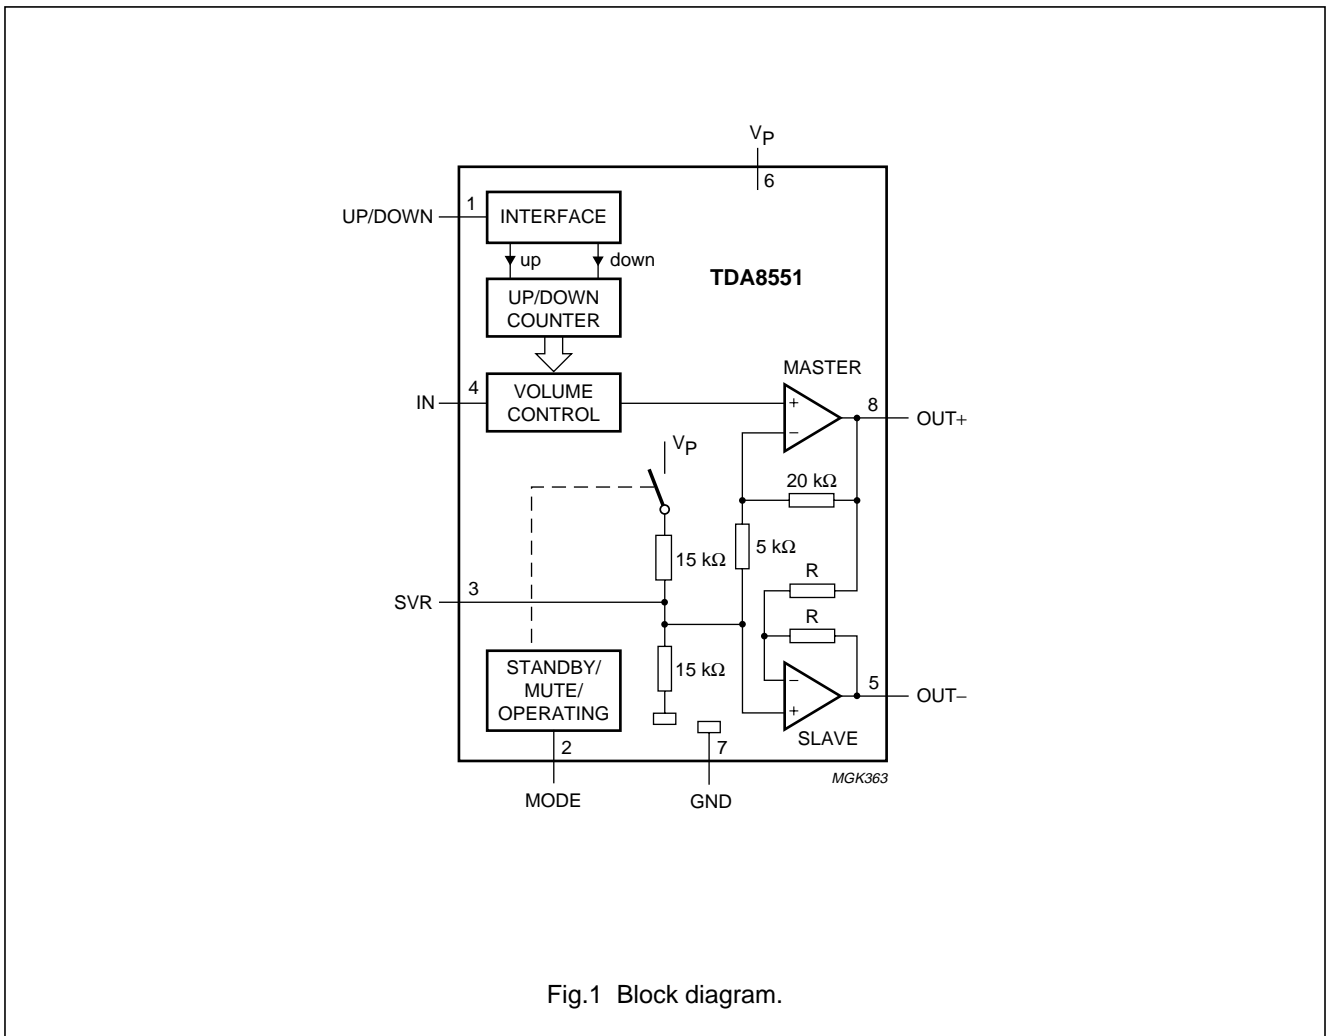 VP
6
1
UP/DOWN
INTERFACE
up
down
TDA8551
UP/DOWN
COUNTER
MASTER
4
IN
VOLUME
CONTROL
+
8
OUT+
−
VP
20 kΩ
5 kΩ
15 kΩ
R
3
SVR
R
15 kΩ
STANDBY/
MUTE/
OPERATING
−
5
OUT−
+
SLAVE
2
7
MGK363
MODE
GND
Fig.1 Block diagram.